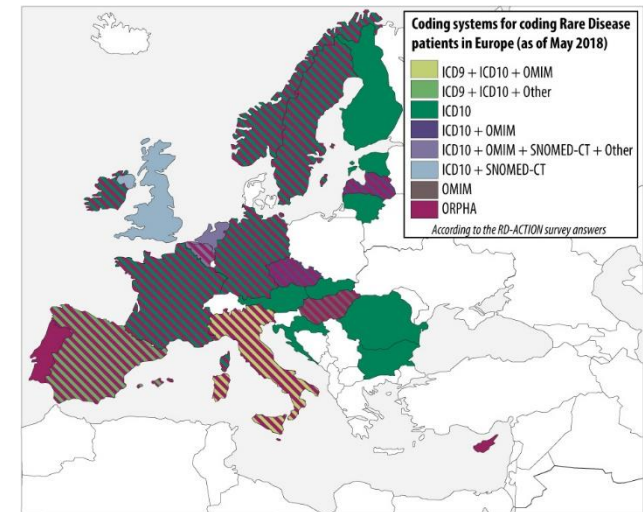 Coding systems for coding Rare Disease
patients in Europe (as of May 2018)
ICD9 + ICD10 + OMIM
ICD9 + ICD10 + Other
ICD10
ICD10 + OMIM
ICD10 + OMIM + SNOMED-CT + Other
ICD10 + SNOMED-CT
OMIM
ORPHA
According to the RD-ACTION survey answers